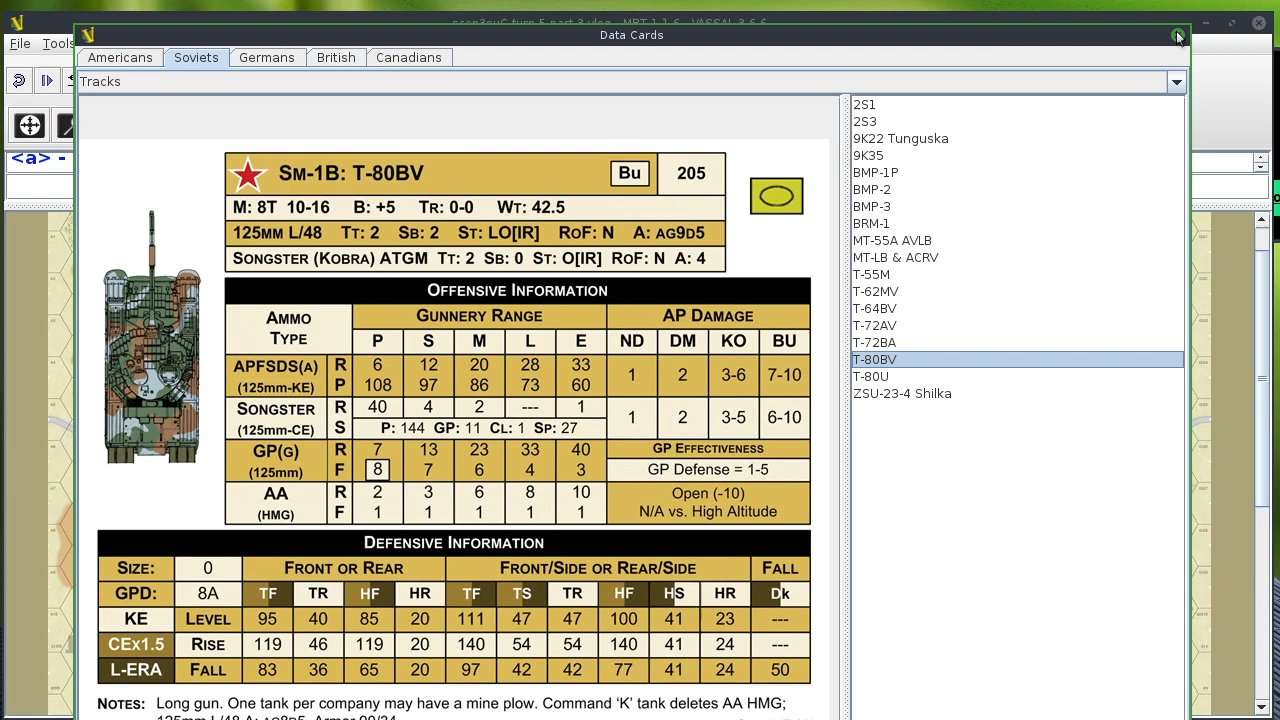 Data Cards
File Tools
Americans Soviets Germans British Canadians
Tracks
<a> -
SM-1B: T-80BV Bu 205
M: 8T 10-16 B: +5 TR: 0-0 WT: 42.5
125MM L/48 TT: 2 SB: 2 ST: LO[IR] ROF: N A: AG9D5
SONGSTER (KOBRA) ATGM TT: 2 SB: 0 ST: O[IR] ROF: N A: 4
OFFENSIVE INFORMATION
AMMO TYPE GUNNERY RANGE AP DAMAGE
P S M L E ND DM KO BU
APFSDS(A) R 6 12 20 28 33 1 2 3-6 7-10
(125mm-KE) P 108 97 86 73 60
SONGSTER R 40 4 2 --- 1 1 2 3-5 6-10
(125mm-CE) S P: 144 GP: 11 CL: 1 SP: 27
GP(G) R 7 13 23 33 40 GP EFFECTIVENESS
(125mm) F 8 7 6 4 3 GP Defense = 1-5
AA R 2 3 6 8 10 Open (-10)
(HMG) F 1 1 1 1 1 N/A vs. High Altitude
DEFENSIVE INFORMATION
SIZE: 0 FRONT OR REAR FRONT/SIDE OR REAR/SIDE FALL
GPD: 8A TF TR HF HR TF TS TR HF HS HR Dk
KE LEVEL 95 40 85 20 111 47 47 100 41 23 ---
CEX1.5 RISE 119 46 119 20 140 54 54 140 41 24 ---
L-ERA FALL 83 36 65 20 97 42 42 77 41 24 50
NOTES: Long gun. One tank per company may have a mine plow. Command 'K' tank deletes AA HMG;
2S1
2S3
9K22 Tunguska
9K35
BMP-1P
BMP-2
BMP-3
BRM-1
MT-55A AVLB
MT-LB & ACRV
T-55M
T-62MV
T-64BV
T-72AV
T-72BA
T-80BV
T-80U
ZSU-23-4 Shilka